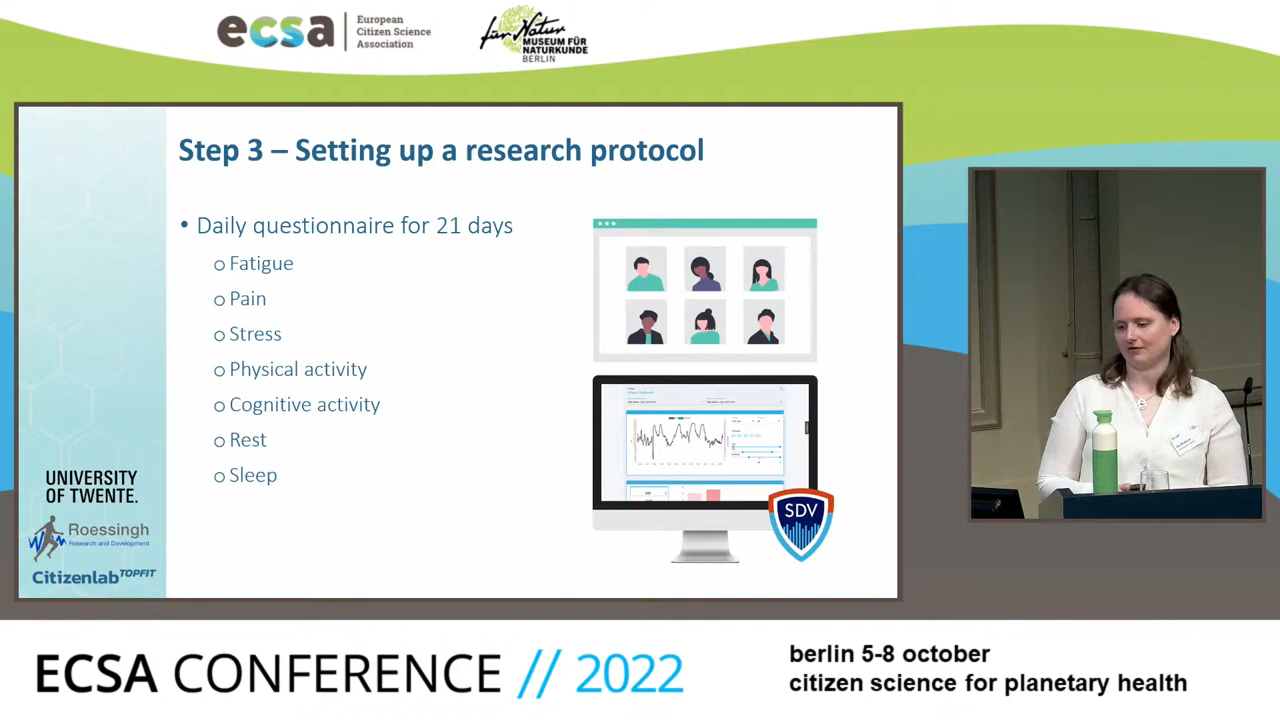 ecsa
European
Citizen Science
Association
für Natur
MUSEUM FÜR
NATURKUNDE
BERLIN
Step 3 – Setting up a research protocol
• Daily questionnaire for 21 days
o Fatigue
o Pain
o Stress
o Physical activity
o Cognitive activity
o Rest
o Sleep
SDV
UNIVERSITY
OF TWENTE.
Roessingh
Research and Development
Citizenlab TOPFIT
ECSA CONFERENCE // 2022
berlin 5-8 october
citizen science for planetary health